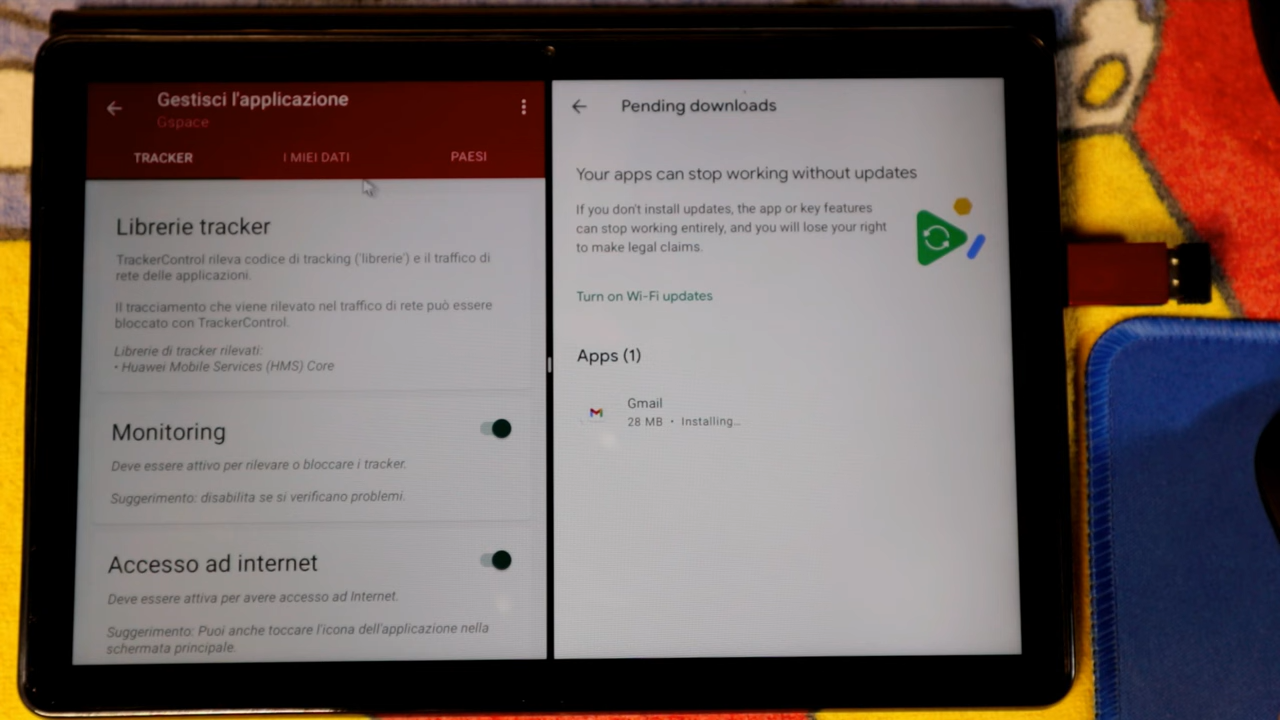 Gestisci l'applicazione
Gspace
TRACKER
I MIEI DATI
PAESI
Librerie tracker
TrackerControl rileva codice di tracking ('librerie') e il traffico di
rete delle applicazioni.
Il tracciamento che viene rilevato nel traffico di rete può essere
bloccato con TrackerControl.
Librerie di tracker rilevati:
• Huawei Mobile Services (HMS) Core
Monitoring
Deve essere attivo per rilevare o bloccare i tracker.
Suggerimento: disabilita se si verificano problemi.
Accesso ad internet
Deve essere attiva per avere accesso ad Internet.
Suggerimento: Puoi anche toccare l'icona dell'applicazione nella
schermata principale.
Pending downloads
Your apps can stop working without updates
If you don't install updates, the app or key features
can stop working entirely, and you will lose your right
to make legal claims.
Turn on Wi-Fi updates
Apps (1)
Gmail
28 MB • Installing...